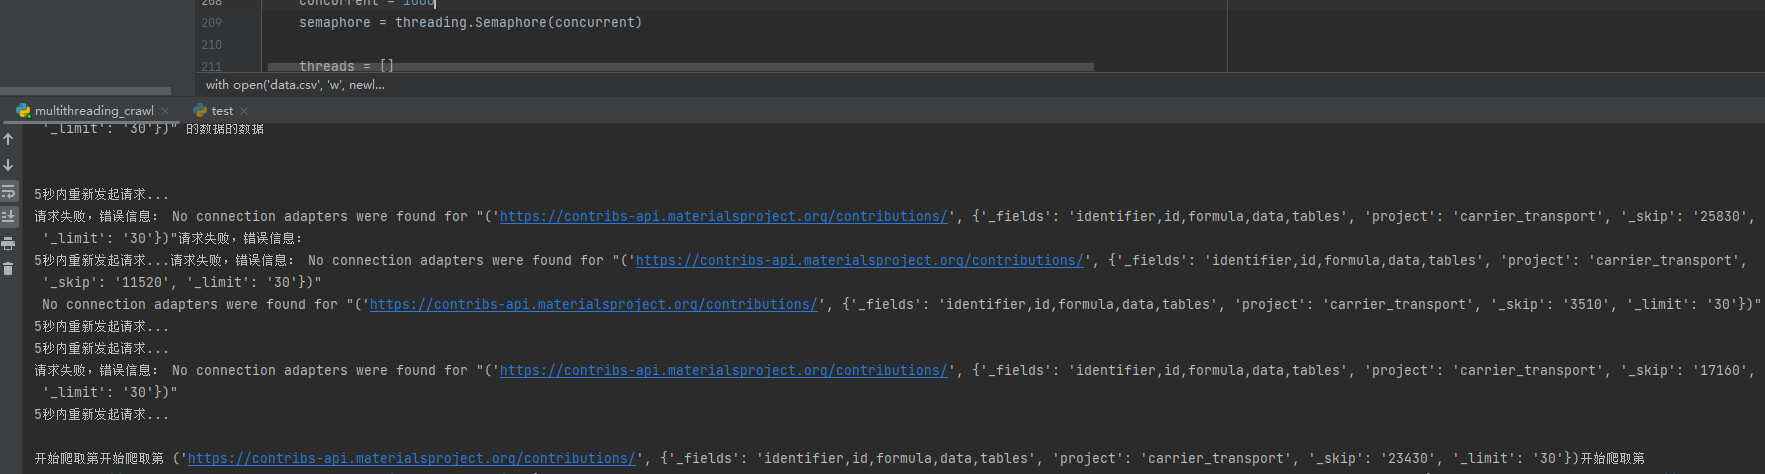 208 concurrent = 1000
209 semaphore = threading.Semaphore(concurrent)
210
211 threads = []
with open('data.csv', 'w', newl...
multithreading_crawl × test ×
'_limit': '30'})" 的数据的数据
5秒内重新发起请求...
请求失败，错误信息： No connection adapters were found for "('https://contribs-api.materialsproject.org/contributions/', {'_fields': 'identifier,id,formula,data,tables', 'project': 'carrier_transport', '_skip': '25830',
'_limit': '30'})"请求失败，错误信息：
5秒内重新发起请求...请求失败，错误信息： No connection adapters were found for "('https://contribs-api.materialsproject.org/contributions/', {'_fields': 'identifier,id,formula,data,tables', 'project': 'carrier_transport',
'_skip': '11520', '_limit': '30'})"
No connection adapters were found for "('https://contribs-api.materialsproject.org/contributions/', {'_fields': 'identifier,id,formula,data,tables', 'project': 'carrier_transport', '_skip': '3510', '_limit': '30'})"
5秒内重新发起请求...
5秒内重新发起请求...
请求失败，错误信息： No connection adapters were found for "('https://contribs-api.materialsproject.org/contributions/', {'_fields': 'identifier,id,formula,data,tables', 'project': 'carrier_transport', '_skip': '17160',
'_limit': '30'})"
5秒内重新发起请求...
开始爬取第开始爬取第 ('https://contribs-api.materialsproject.org/contributions/', {'_fields': 'identifier,id,formula,data,tables', 'project': 'carrier_transport', '_skip': '23430', '_limit': '30'})开始爬取第